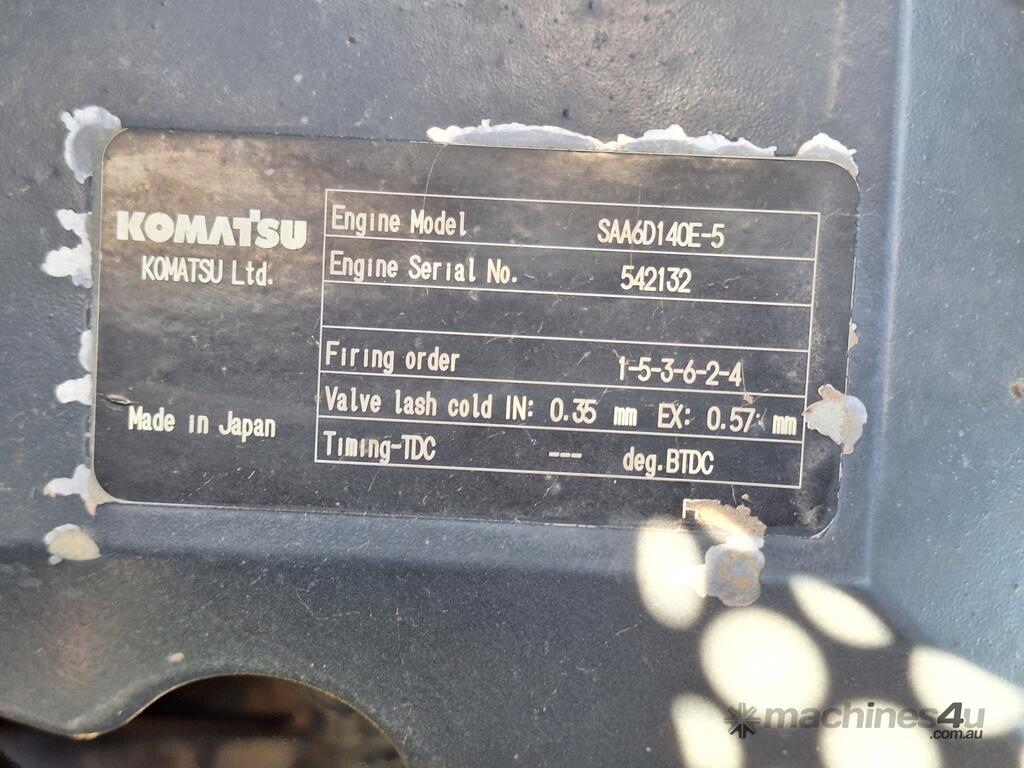 KOMATSU
KOMATSU Ltd.
Made in Japan
Engine Model SAA6D140E-5
Engine Serial No. 542132
Firing order 1-5-3-6-2-4
Valve lash cold IN: 0.35 mm EX: 0.57 mm
Timing-TDC --- deg.BTDC
machines4u
.com.au